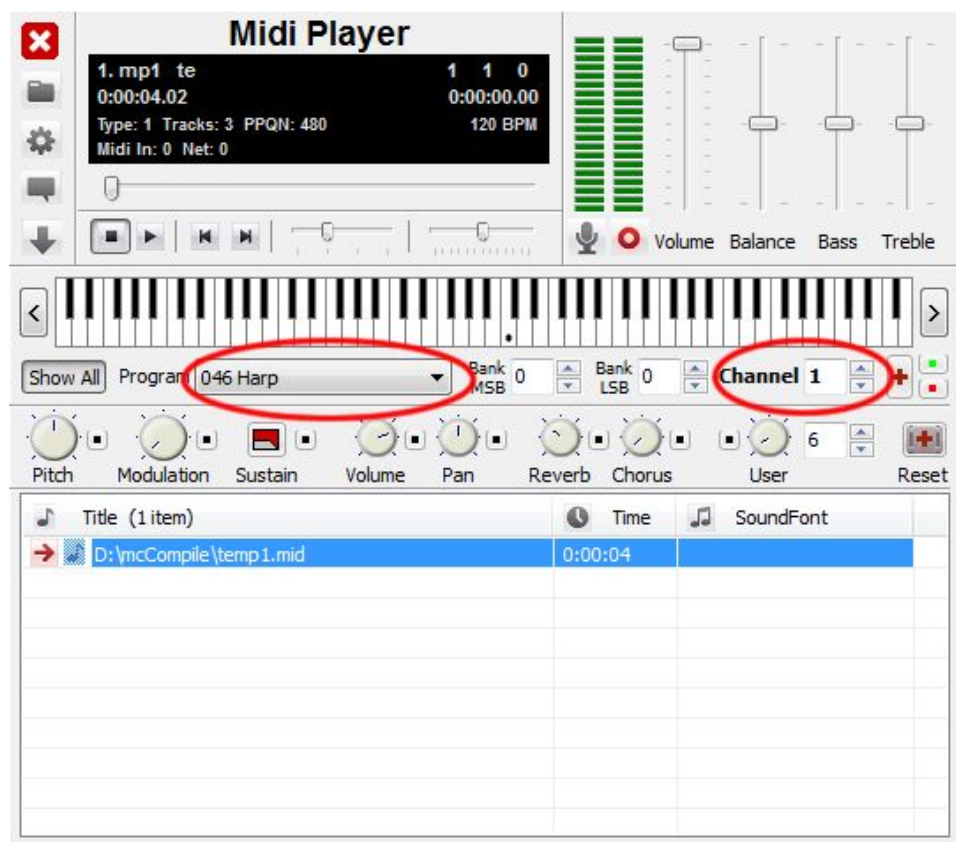 Midi Player
1. mp1 te 1 1 0
0:00:04.02 0:00:00.00
Type: 1 Tracks: 3 PPQN: 480 120 BPM
Midi In: 0 Net: 0
Volume Balance Bass Treble
Show All Program 046 Harp Bank MSB 0 Bank LSB 0 Channel 1
Pitch Modulation Sustain Volume Pan Reverb Chorus User 6 Reset
Title (1 item) Time SoundFont
D:\mcCompile\temp1.mid 0:00:04